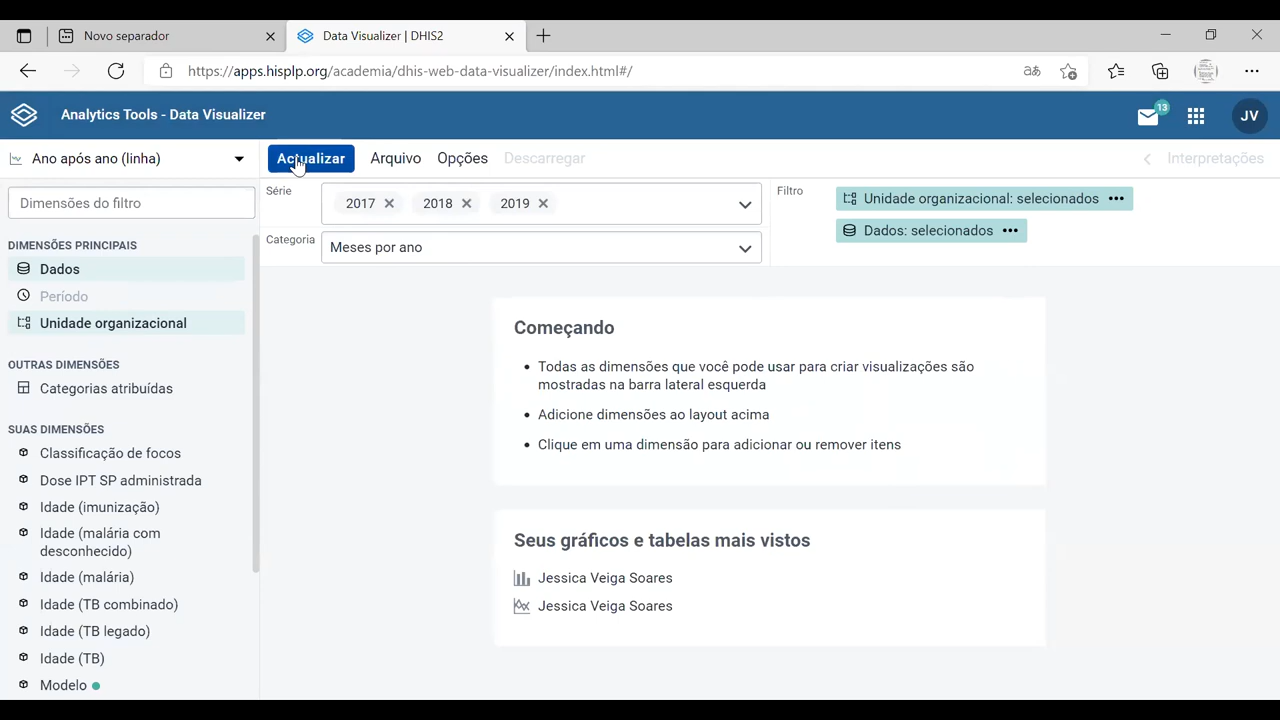 Novo separador
Data Visualizer | DHIS2
https://apps.hisplp.org/academia/dhis-web-data-visalizer/index.html#/
aあ
Analytics Tools - Data Visualizer
13
JV
Ano após ano (linha)
Actualizar
Arquivo
Opções
Descarregar
Interpretações
Dimensões do filtro
Série
2017
2018
2019
Filtro
Unidade organizacional: selecionados
Dados: selecionados
Categoria
Meses por ano
DIMENSÕES PRINCIPAIS
Dados
Período
Unidade organizacional
OUTRAS DIMENSÕES
Categorias atribuídas
SUAS DIMENSÕES
Classificação de focos
Dose IPT SP administrada
Idade (imunização)
Idade (malária com
desconhecido)
Idade (malária)
Idade (TB combinado)
Idade (TB legado)
Idade (TB)
Modelo
Começando
Todas as dimensões que você pode usar para criar visualizações são
mostradas na barra lateral esquerda
Adicione dimensões ao layout acima
Clique em uma dimensão para adicionar ou remover itens
Seus gráficos e tabelas mais vistos
Jessica Veiga Soares
Jessica Veiga Soares